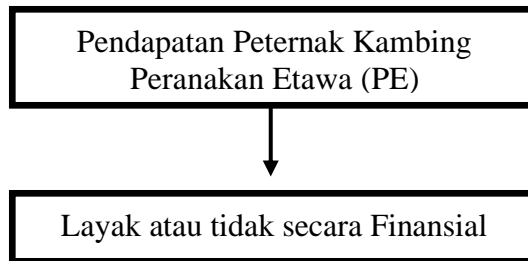 Pendapatan Peternak Kambing
Peranakan Etawa (PE)
Layak atau tidak secara Finansial